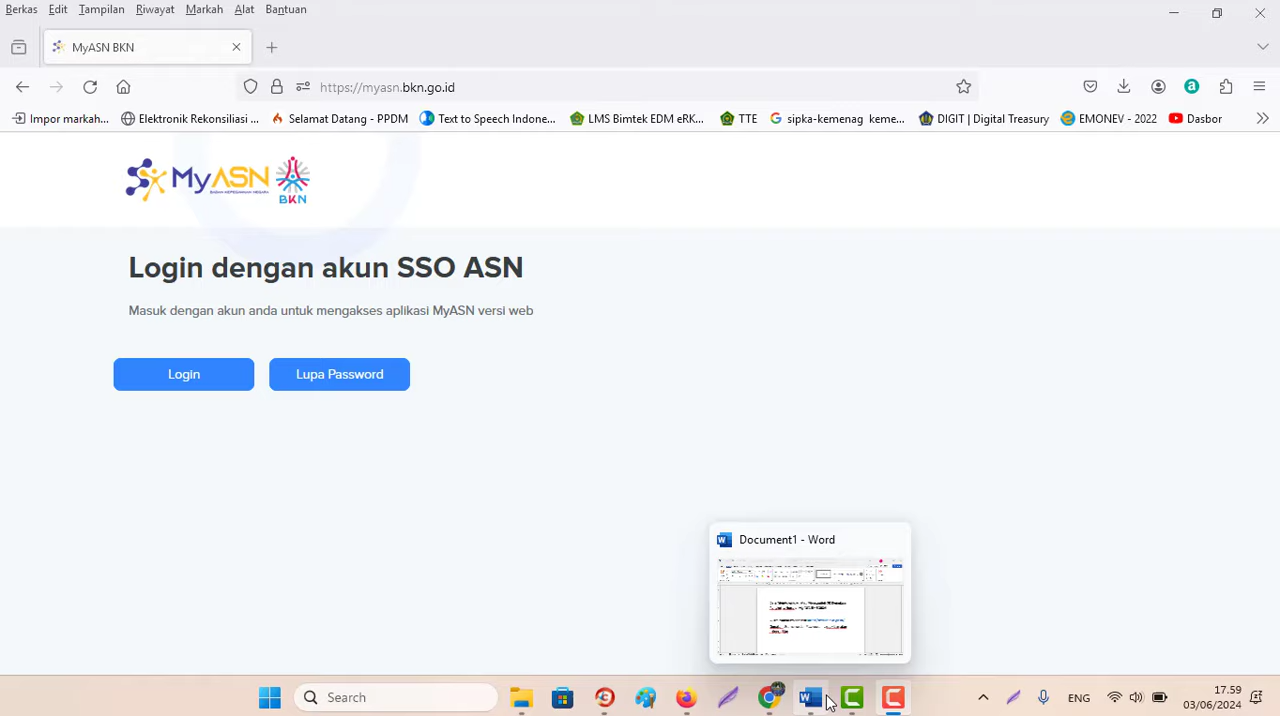 Berkas Edit Tampilan Riwayat Markah Alat Bantuan
MyASN BKN
https://myasn.bkn.go.id
Impor markah... Elektronik Rekonsiliasi ... Selamat Datang - PPDM Text to Speech Indone... LMS Bimtek EDM eRK... TTE sipka-kemenag keme... DIGIT | Digital Treasury EMONEV - 2022 Dasbor
MyASN
BADAN KEPEGAWAIAN NEGARA
BKN
Login dengan akun SSO ASN
Masuk dengan akun anda untuk mengakses aplikasi MyASN versi web
Login Lupa Password
Document1 - Word
Search
ENG
17.59
03/06/2024